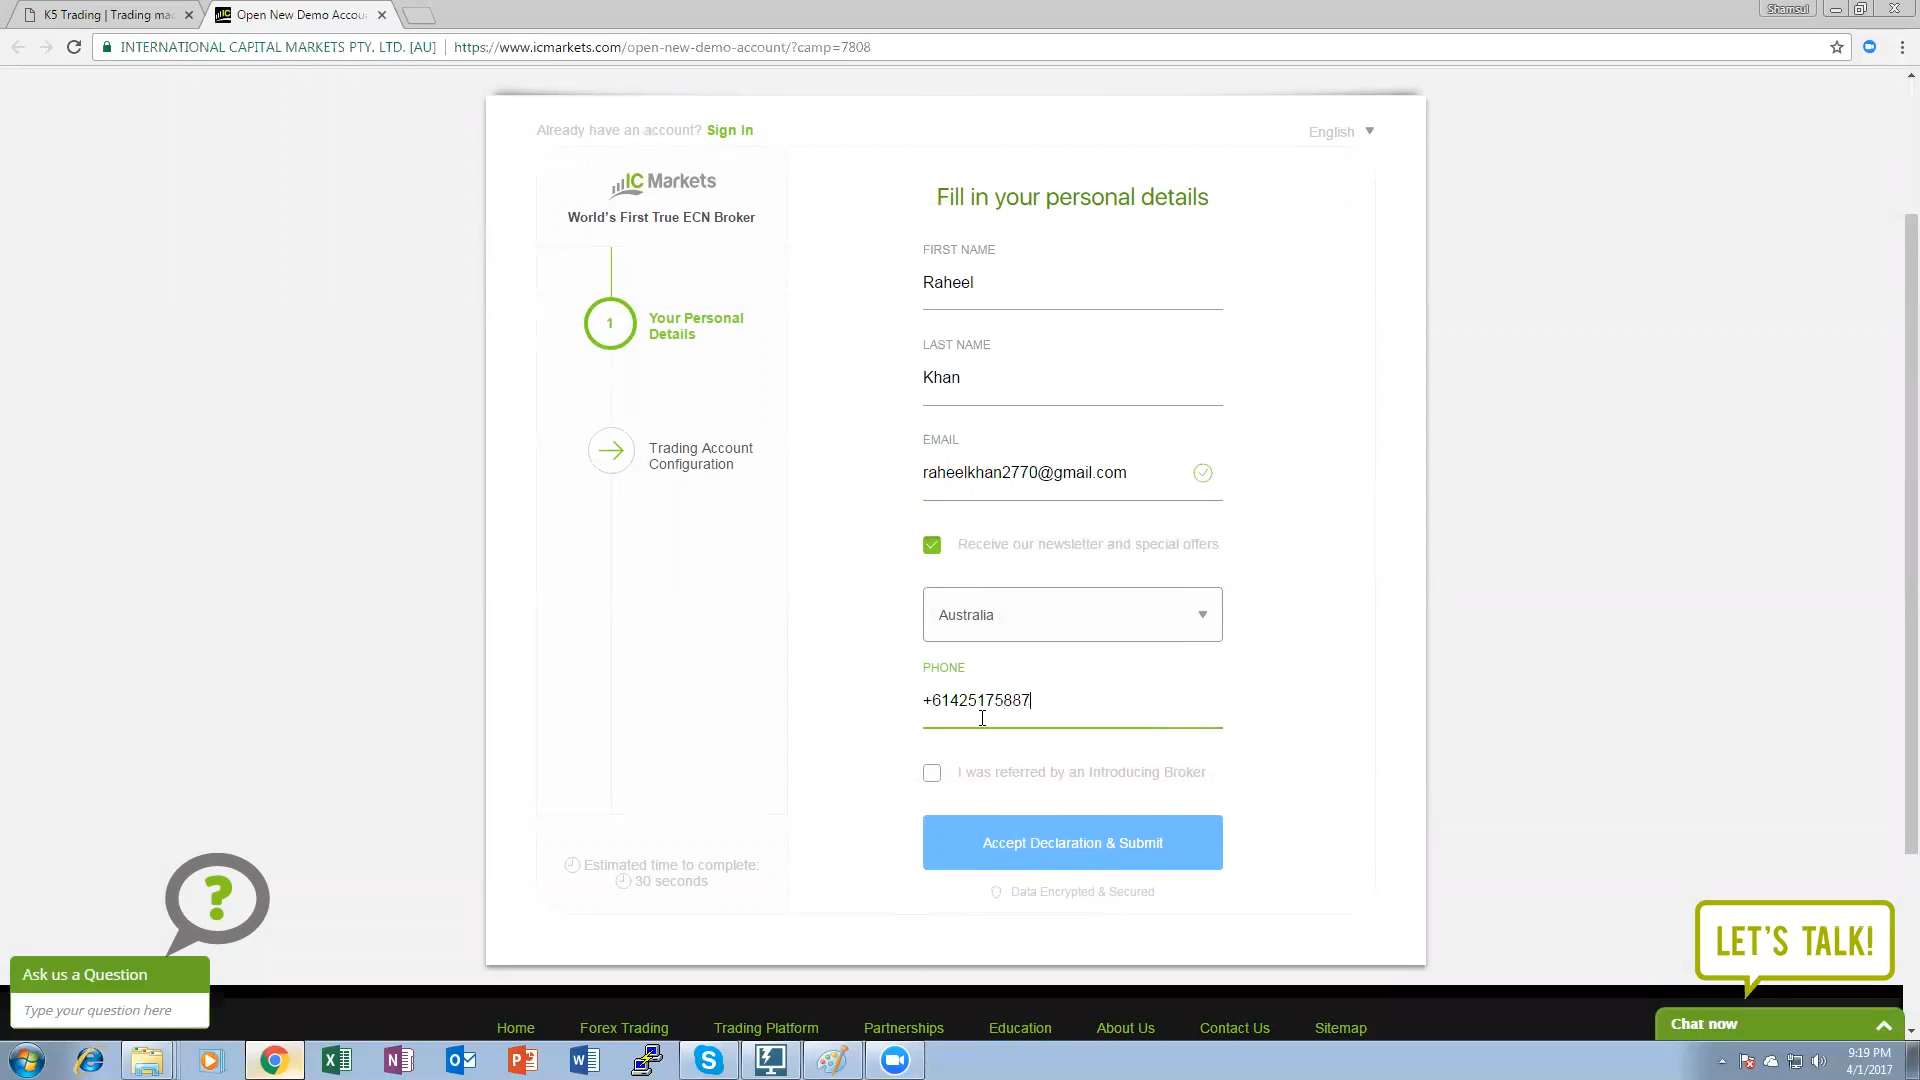 K5 Trading | Trading mac
Open New Demo Accou
Shamsul
INTERNATIONAL CAPITAL MARKETS PTY. LTD. [AU]
https://www.icmarkets.com/open-new-demo-account/?camp=7808
Already have an account? Sign In
English
IC Markets
World's First True ECN Broker
1
Your Personal
Details
Trading Account
Configuration
Estimated time to complete:
30 seconds
Fill in your personal details
FIRST NAME
Raheel
LAST NAME
Khan
EMAIL
raheelkhan2770@gmail.com
Receive our newsletter and special offers
Australia
PHONE
+61425175887
I was referred by an Introducing Broker
Accept Declaration & Submit
Data Encrypted & Secured
?
Ask us a Question
Type your question here
LET'S TALK!
Chat now
Home
Forex Trading
Trading Platform
Partnerships
Education
About Us
Contact Us
Sitemap
9:19 PM
4/1/2017